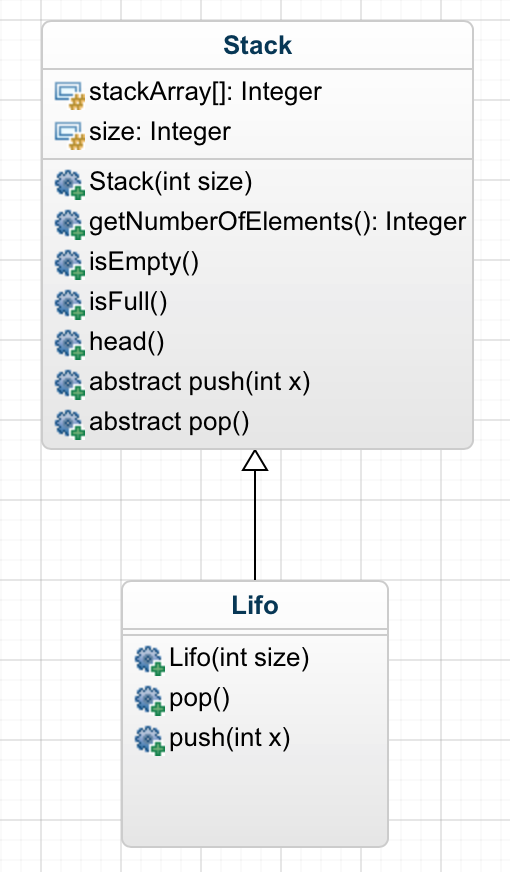 Stack
stackArray[]: Integer
size: Integer
Stack(int size)
getNumberOfElements(): Integer
isEmpty()
isFull()
head()
abstract push(int x)
abstract pop()
Lifo
Lifo(int size)
pop()
push(int x)